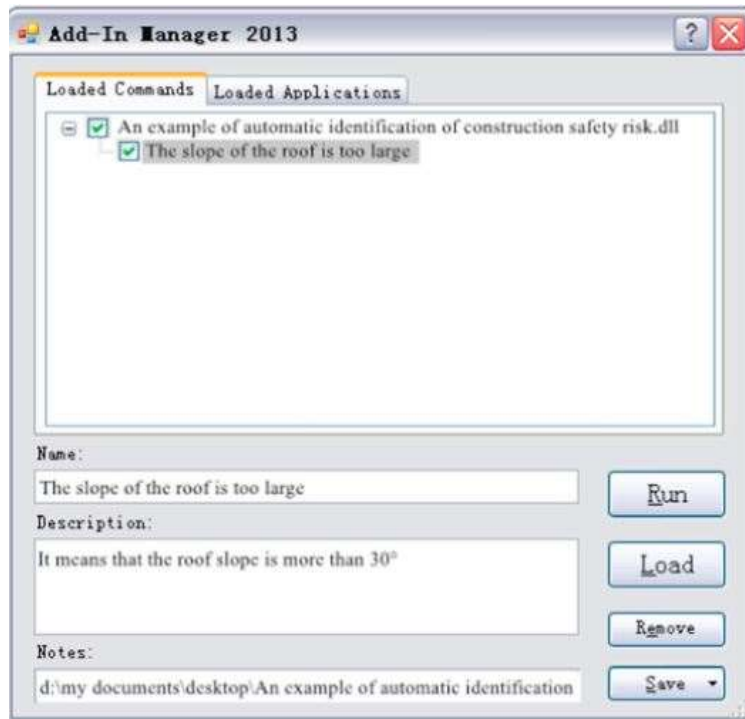 Add-In Manager 2013
?
Loaded Commands Loaded Applications
An example of automatic identification of construction safety risk.dll
The slope of the roof is too large
Name:
The slope of the roof is too large
Run
Description:
It means that the roof slope is more than 30°
Load
Remove
Notes:
d:\my documents\desktop\An example of automatic identification
Save